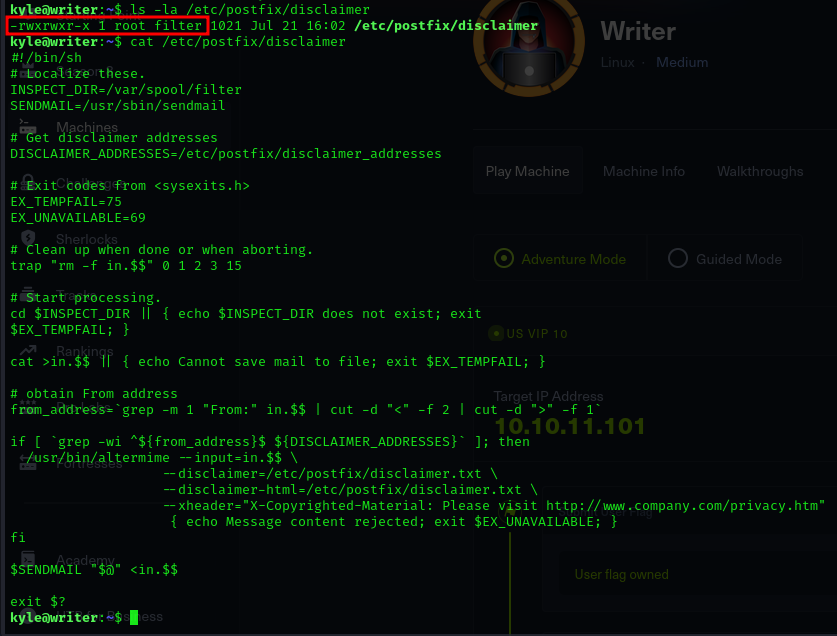 kyle@writer:~$ ls -la /etc/postfix/disclaimer
-rwxrwxr-x 1 root filter 1021 Jul 21 16:02 /etc/postfix/disclaimer
kyle@writer:~$ cat /etc/postfix/disclaimer
#!/bin/sh
# Localize these.
INSPECT_DIR=/var/spool/filter
SENDMAIL=/usr/sbin/sendmail
Machines
# Get disclaimer addresses
DISCLAIMER_ADDRESSES=/etc/postfix/disclaimer_addresses
# Exit codes from <sysexits.h>
EX_TEMPFAIL=75
EX_UNAVAILABLE=69
Sherlocks
# Clean up when done or when aborting.
trap "rm -f in.$$" 0 1 2 3 15
# Start processing.
cd $INSPECT_DIR || { echo $INSPECT_DIR does not exist; exit
$EX_TEMPFAIL; }
Rankings
cat >in.$$ || { echo Cannot save mail to file; exit $EX_TEMPFAIL; }
# obtain From address
from_address=`grep -m 1 "From:" in.$$ | cut -d "<" -f 2 | cut -d ">" -f 1`
if [ `grep -wi ^${from_address}$ ${DISCLAIMER_ADDRESSES}` ]; then
/usr/bin/altermime --input=in.$$ \
Fortresses
--disclaimer=/etc/postfix/disclaimer.txt \
--disclaimer-html=/etc/postfix/disclaimer.txt \
--xheader="X-Copyrighted-Material: Please visit http://www.company.com/privacy.htm"
{ echo Message content rejected; exit $EX_UNAVAILABLE; }
fi
Academy
$SENDMAIL "$@" <in.$$
exit $?
kyle@writer:~$
Writer
Linux · Medium
Play Machine Machine Info Walkthroughs
Adventure Mode Guided Mode
US VIP 10
Target IP Address
10.10.11.101
User flag owned